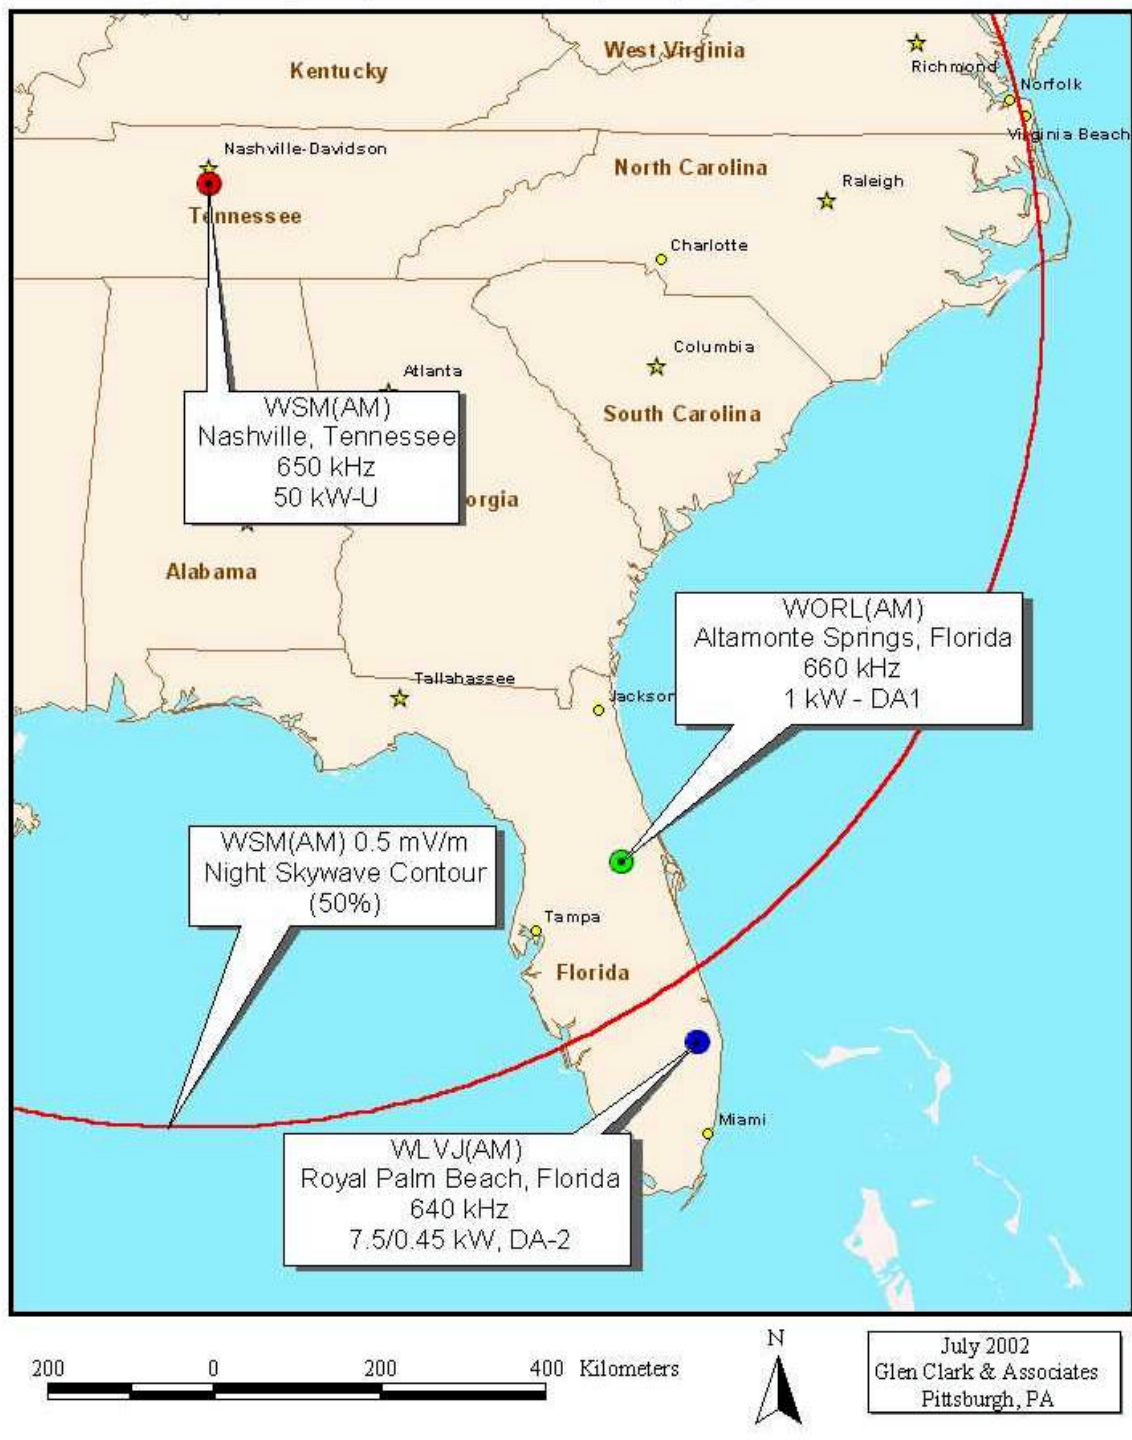 Kentucky
West Virginia
Richmond
Norfolk
Virginia Beach
Nashville-Davidson
Tennessee
North Carolina
Raleigh
Charlotte
Columbia
South Carolina
Atlanta
WSM(AM)
Nashville, Tennessee
650 kHz
50 kW-U
orgia
Alabama
WORL(AM)
Altamonte Springs, Florida
660 kHz
1 kW - DA1
Tallahassee
Jackson
WSM(AM) 0.5 mV/m
Night Skywave Contour
(50%)
Tampa
Florida
Miami
WLVJ(AM)
Royal Palm Beach, Florida
640 kHz
7.5/0.45 kW, DA-2
200 0 200 400 Kilometers
N
July 2002
Glen Clark & Associates
Pittsburgh, PA